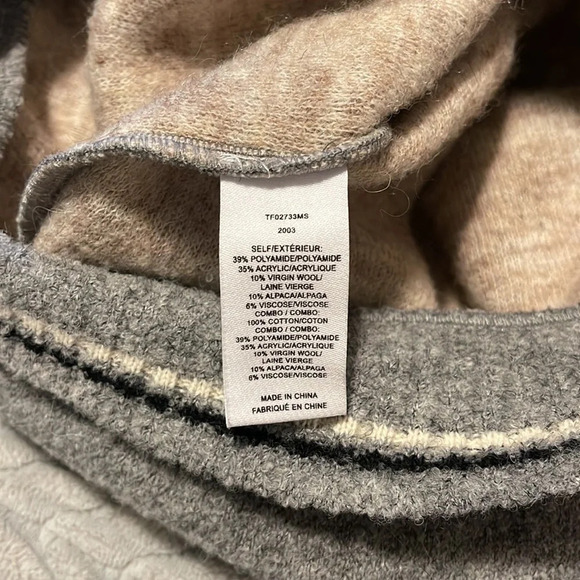 TF02733MS
2003
SELF/EXTÉRIEUR:
39% POLYAMIDE/POLYAMIDE
35% ACRYLIC/ACRYLIQUE
10% VIRGIN WOOL/
LAINE VIERGE
10% ALPACA/ALPAGA
6% VISCOSE/VISCOSE
COMBO / COMBO:
100% COTTON/COTON
COMBO / COMBO:
39% POLYAMIDE/POLYAMIDE
35% ACRYLIC/ACRYLIQUE
10% VIRGIN WOOL/
LAINE VIERGE
10% ALPACA/ALPAGA
6% VISCOSE/VISCOSE
MADE IN CHINA
FABRIQUÉ EN CHINE